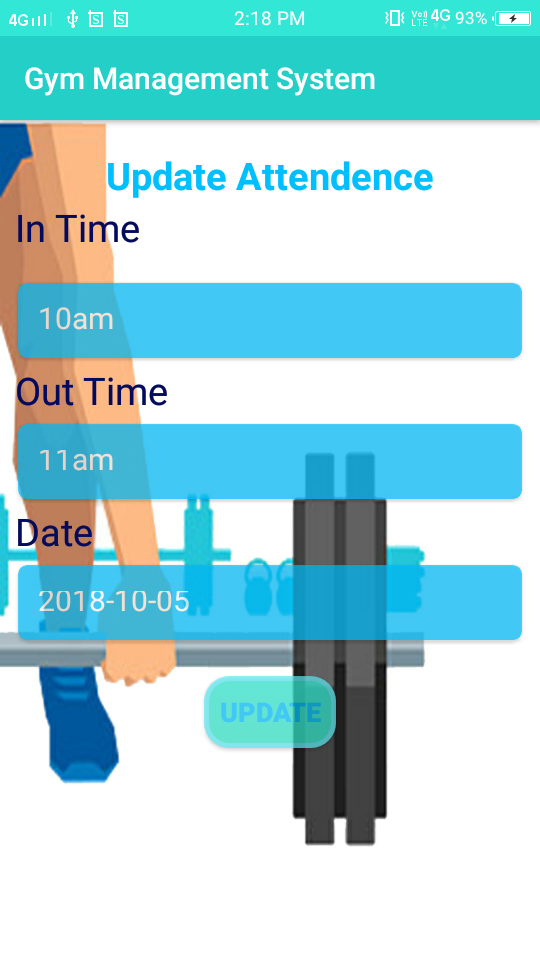 4G 2:18 PM VoLTE 4G 93%
Gym Management System
Update Attendence
In Time
10am
Out Time
11am
Date
2018-10-05
UPDATE